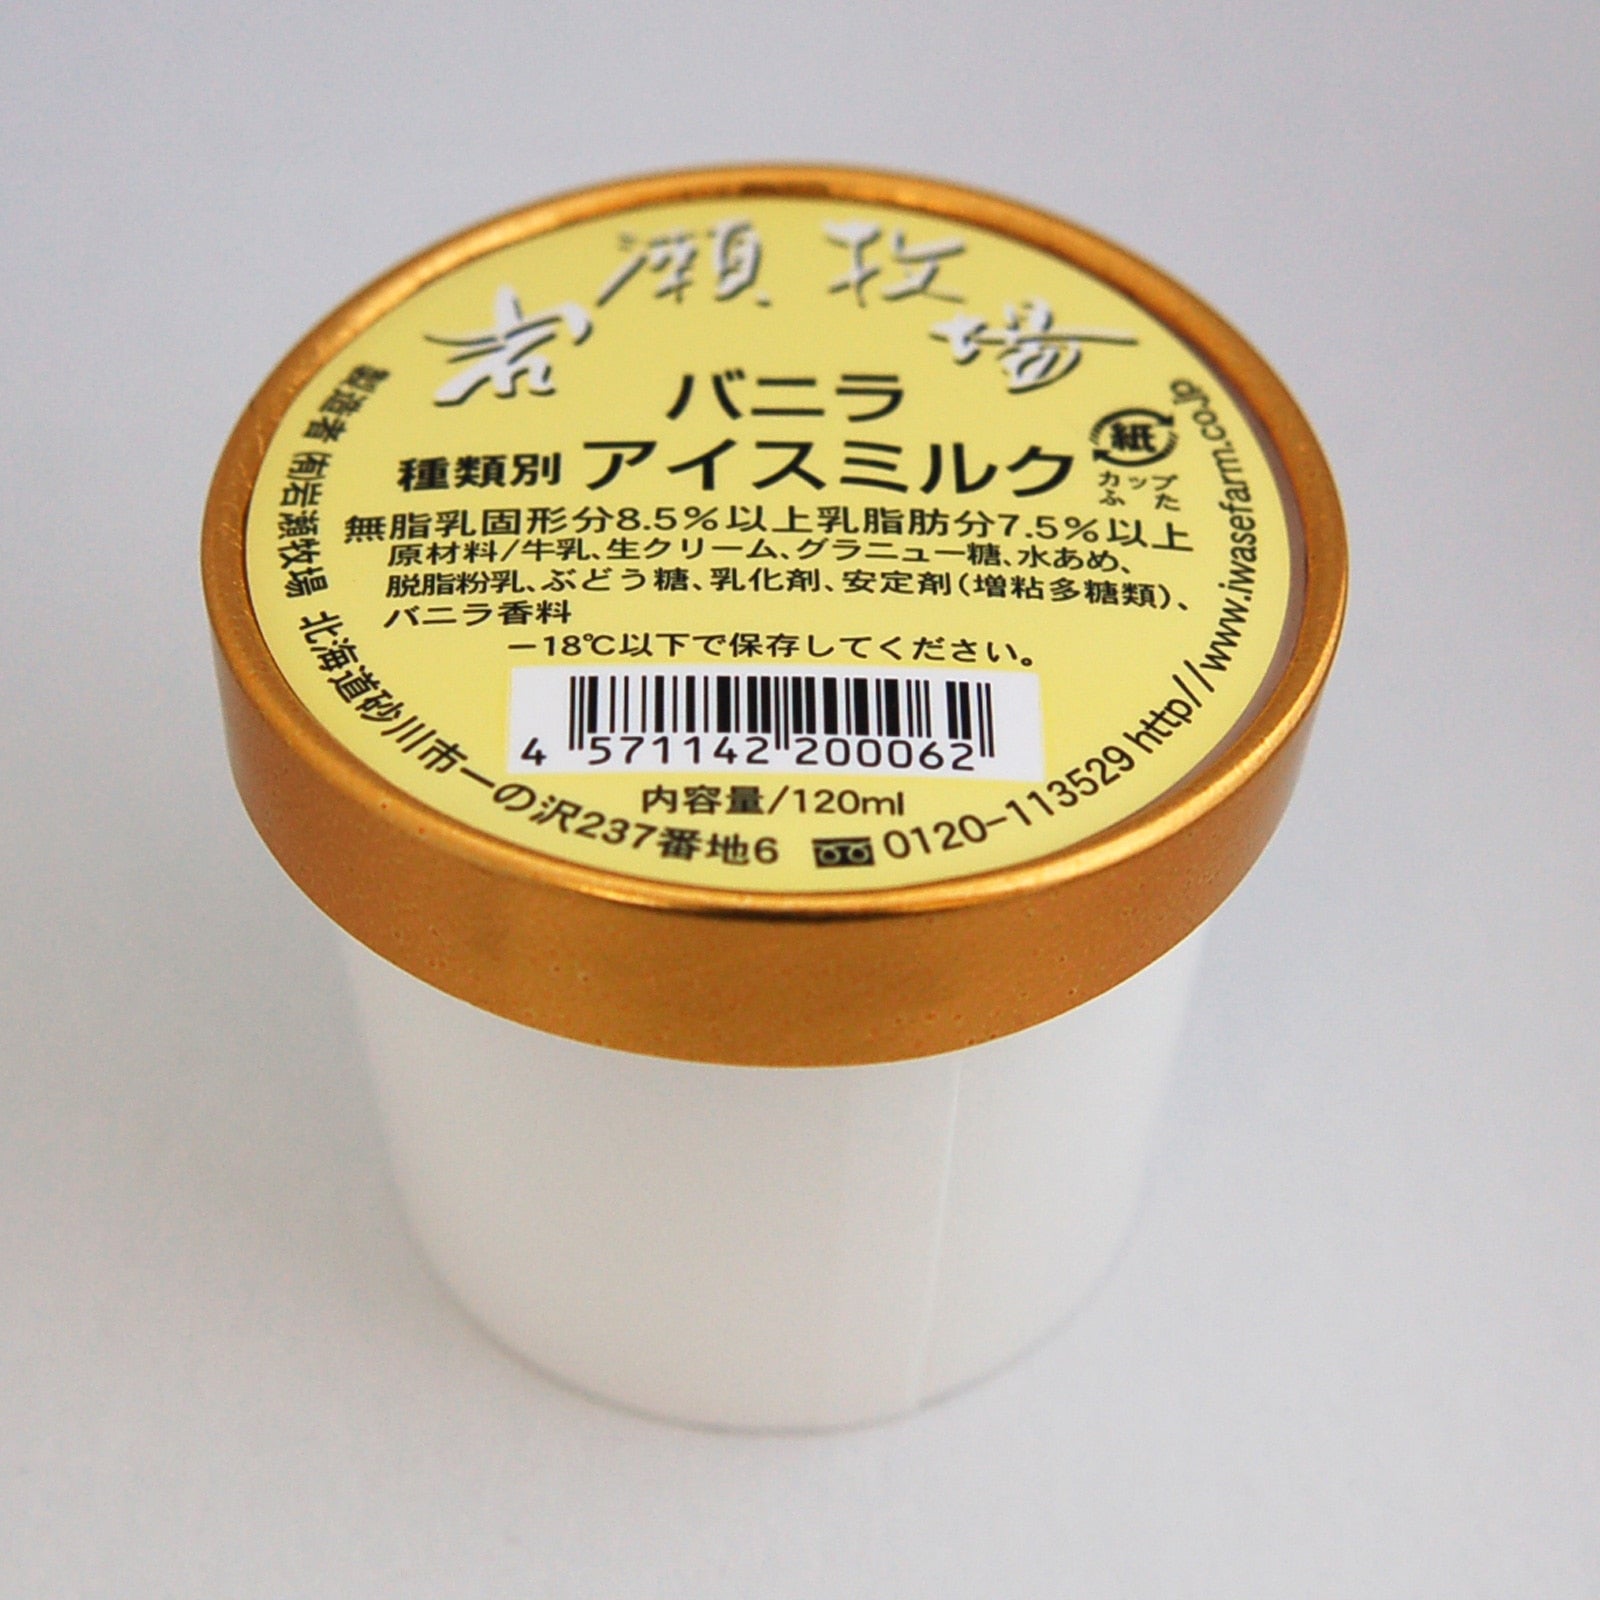 岩瀬牧場
バニラ
種類別 アイスミルク
紙
カップ
ふた
無脂乳固形分8.5%以上乳脂肪分7.5%以上
原材料/牛乳、生クリーム、グラニュー糖、水あめ、
脱脂粉乳、ぶどう糖、乳化剤、安定剤(増粘多糖類)、
バニラ香料
−18℃以下で保存してください。
4 571142 200062
内容量/120ml
製造者 (有)岩瀬牧場 北海道砂川市一の沢237番地6 0120-113529 http//www.iwasefarm.co.jp